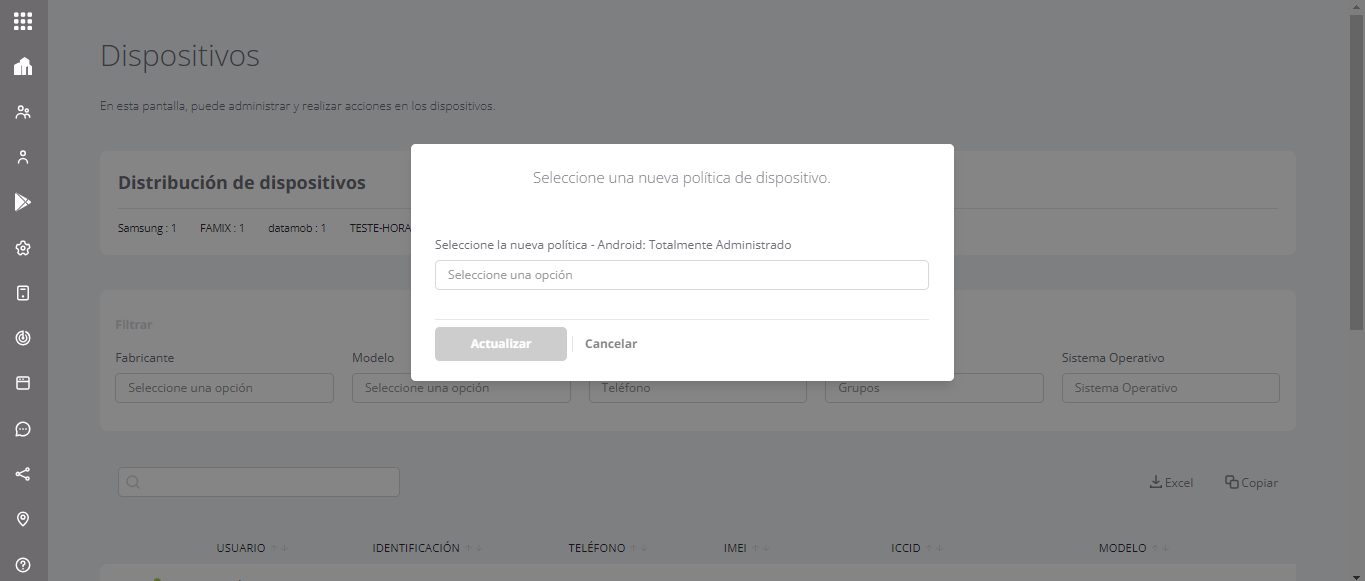 Dispositivos
En esta pantalla, puede administrar y realizar acciones en los dispositivos.
Seleccione una nueva política de dispositivo.
Distribución de dispositivos
Samsung : 1 FAMIX : 1 datamob : 1 TESTE-HORA
Seleccione la nueva política - Android: Totalmente Administrado
Seleccione una opción
Filtrar
Actualizar Cancelar
Fabricante Modelo Sistema Operativo
Seleccione una opción Seleccione una opción Teléfono Grupos Sistema Operativo
Excel Copiar
USUARIO IDENTIFICACIÓN TELÉFONO IMEI ICCID MODELO